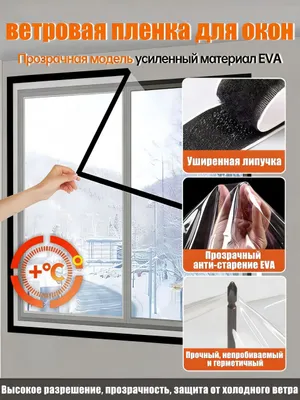 ветровая пленка для окон
Прозрачная модель усиленный материал EVA
Уширенная липучка
Прозрачный
анти-старение EVA
+°C
Прочный, непробиваемый
и герметичный
Высокое разрешение, прозрачность, защита от холодного ветра